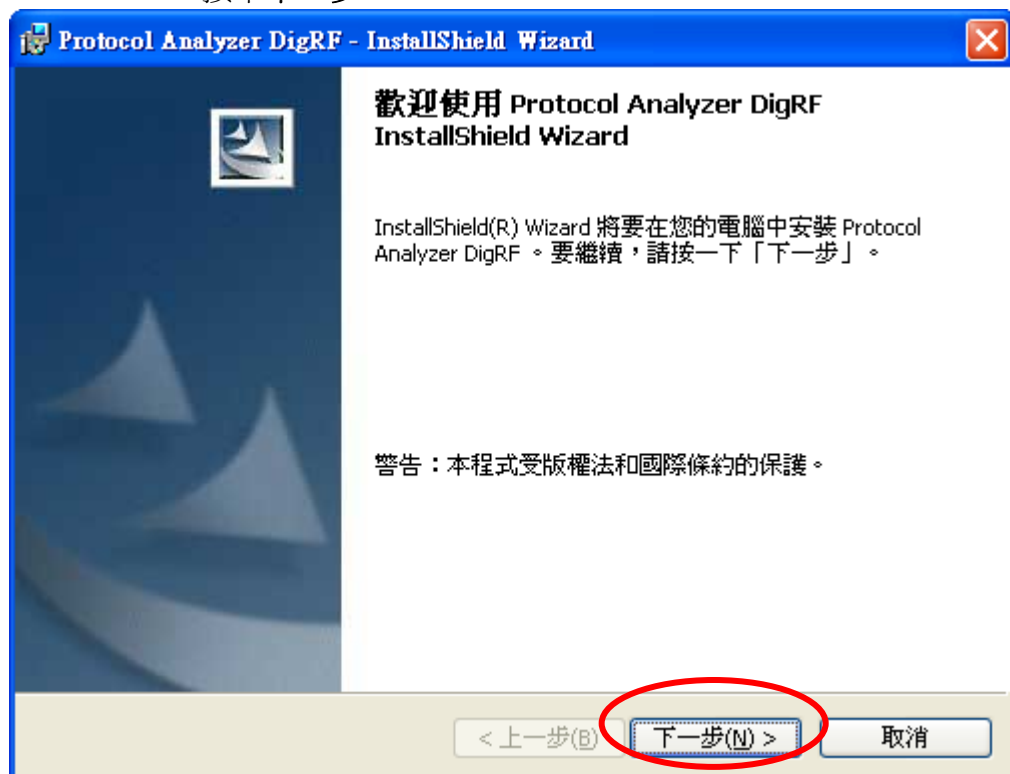 Protocol Analyzer DigRF - InstallShield Wizard
歡迎使用 Protocol Analyzer DigRF
InstallShield Wizard
InstallShield(R) Wizard 將要在您的電腦中安裝 Protocol
Analyzer DigRF 。要繼續，請按一下「下一步」。
警告：本程式受版權法和國際條約的保護。
< 上一步(B)
下一步(N) >
取消